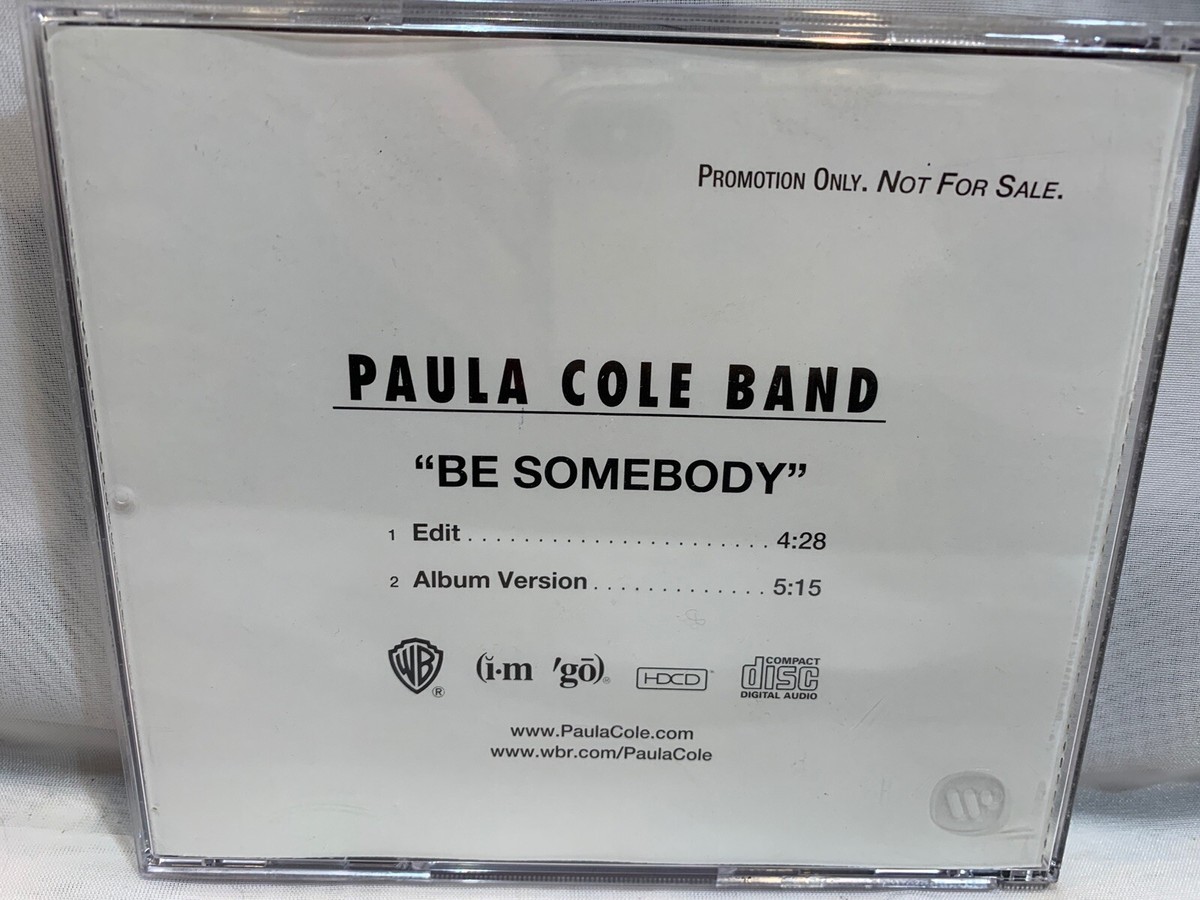 PROMOTION ONLY. NOT FOR SALE.
PAULA COLE BAND
“BE SOMEBODY”
1 Edit . . . . . . . . . . . . . . . . . . . . . . 4:28
2 Album Version . . . . . . . . . . . . . 5:15
WB ® (ĭ·m ′gō)® HDCD® COMPACT disc DIGITAL AUDIO
www.PaulaCole.com
www.wbr.com/PaulaCole